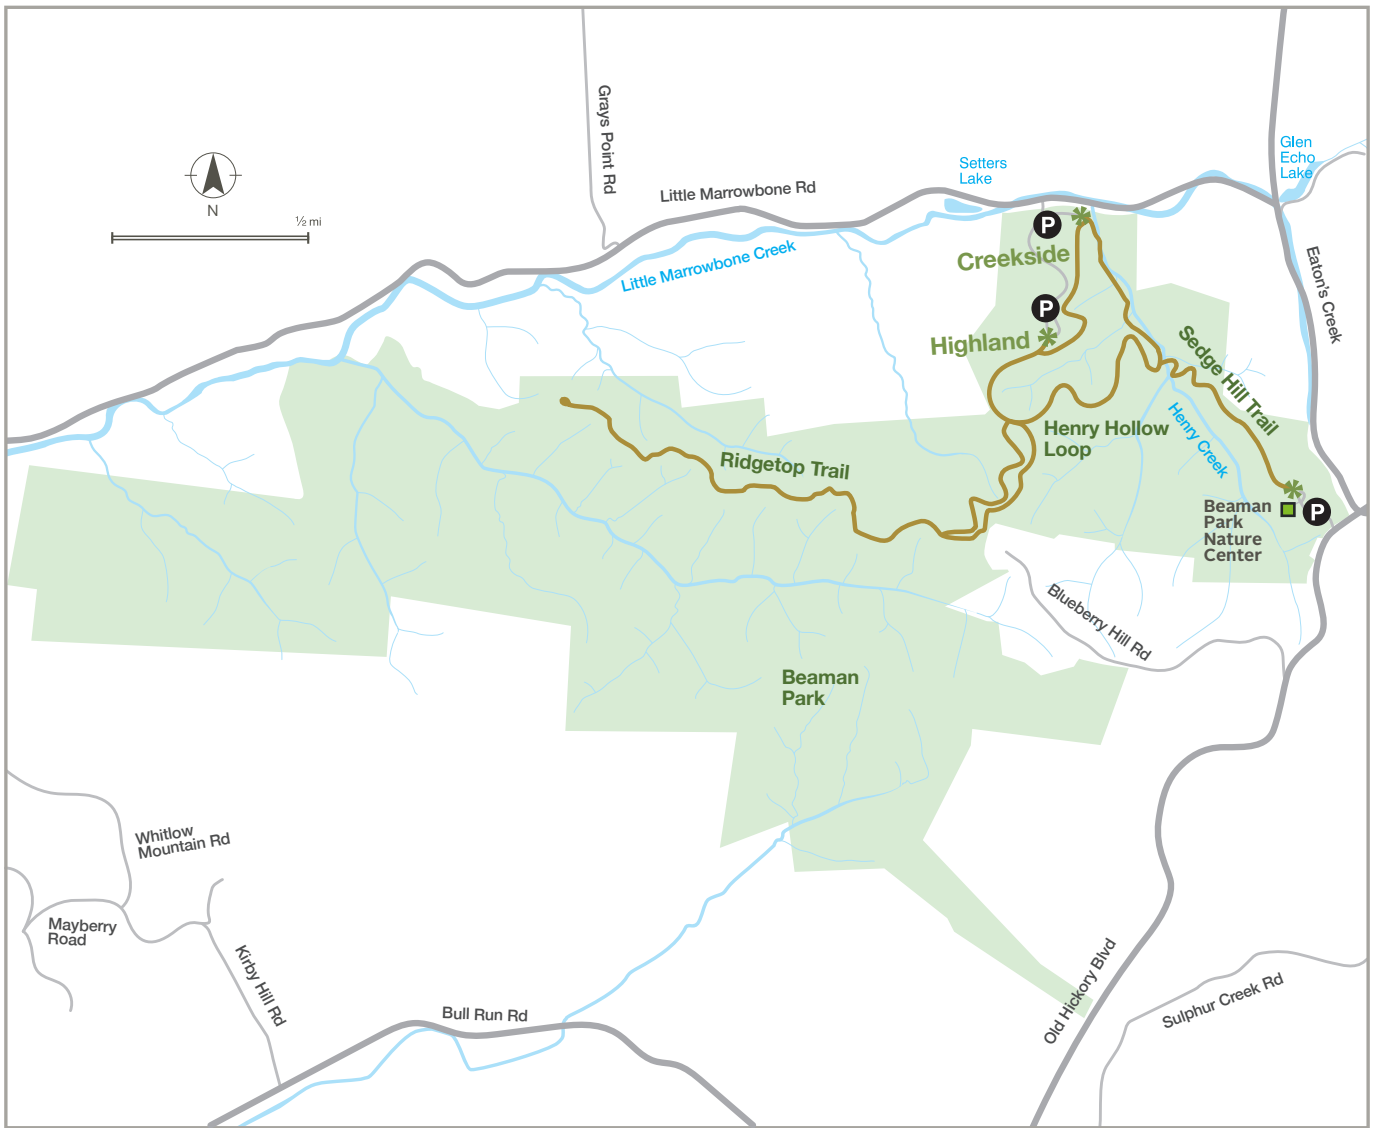 Grays Point Rd
Little Marrowbone Rd
Setters
Lake
Glen
Echo
Lake
N
½ mi
P
Creekside
Little Marrowbone Creek
Eaton's Creek
P
Highland
Sedge Hill Trail
Henry Hollow
Loop
Henry Creek
Ridgetop Trail
Beaman
Park
Nature
Center
P
Blueberry Hill Rd
Beaman
Park
Whitlow
Mountain Rd
Mayberry
Road
Kirby Hill Rd
Bull Run Rd
Old Hickory Blvd
Sulphur Creek Rd